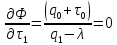 ∂Φ/∂τ₁ = (q₀+τ₀)/(q₁−λ) = 0